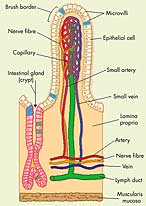 Brush border
Microvilli
Nerve fibre
Epithelial cell
Capillary
Intestinal gland
(crypt)
Small artery
Small vein
Lamina
propria
Artery
Nerve fibre
Vein
Lymph duct
Muscularis
mucosa